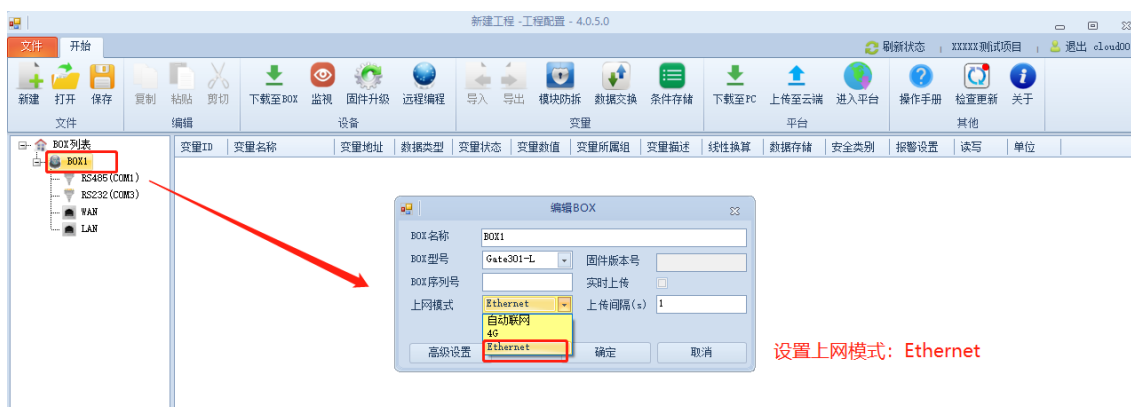 新建工程 -工程配置 - 4.0.5.0
文件 开始 刷新状态 XXXXX测试项目 退出 cloud00
新建 打开 保存 复制 粘贴 剪切 下载至BOX 监视 固件升级 远程编程 导入 导出 模块防拆 数据交换 条件存储 下载至PC 上传至云端 进入平台 操作手册 检查更新 关于
文件 编辑 设备 变量 平台 其他
BOX列表 变量ID 变量名称 变量地址 数据类型 变量状态 变量数值 变量所属组 变量描述 线性换算 数据存储 安全类别 报警设置 读写 单位
BOX1
RS485(COM1)
RS232(COM3)
WAN
LAN
编辑BOX
BOX名称 BOX1
BOX型号 Gate301-L 固件版本号
BOX序列号 实时上传
上网模式 Ethernet 上传间隔(s) 1
自动联网
4G
Ethernet
高级设置 确定 取消
设置上网模式：Ethernet